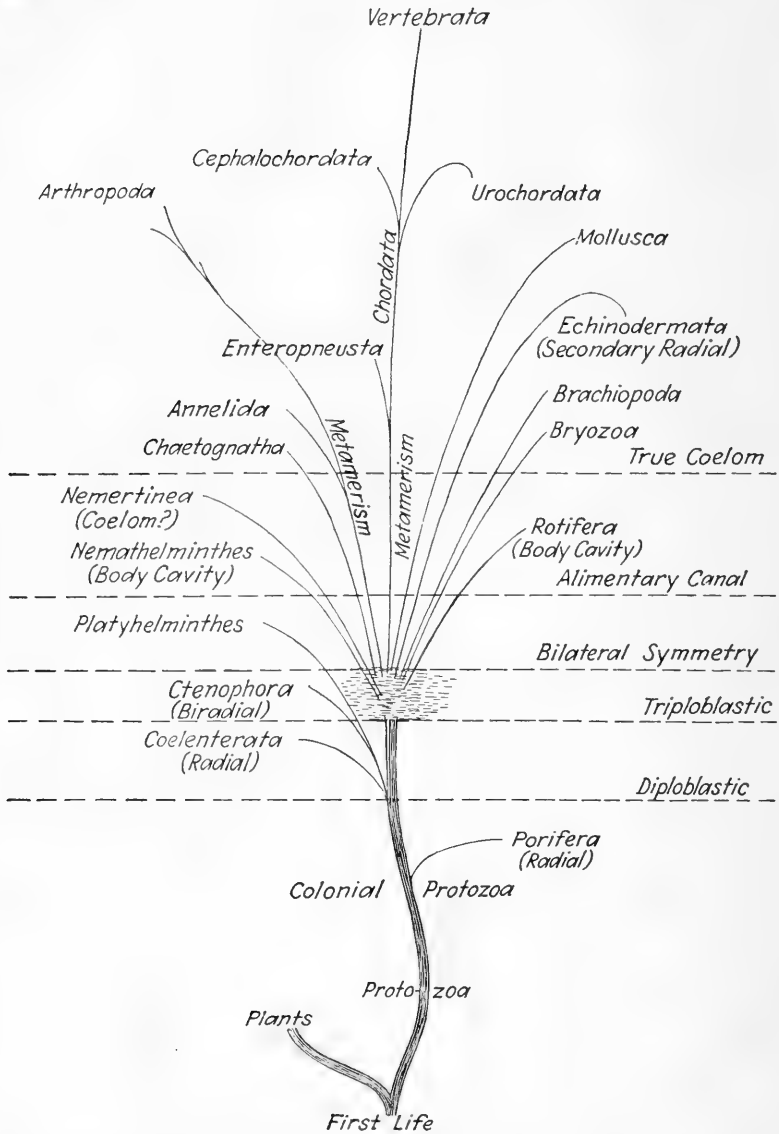 Vertebrata
Cephalochordata
Urochordata
Arthropoda
Mollusca
Chordata
Echinodermata
(Secondary Radial)
Enteropneusta
Brachiopoda
Annelida
Metamerism
Metamerism
Bryozoa
Chaetognatha
True Coelom
Nemertinea
(Coelom?)
Rotifera
(Body Cavity)
Nemathelminthes
(Body Cavity)
Alimentary Canal
Platyhelminthes
Bilateral Symmetry
Ctenophora
(Biradial)
Triploblastic
Coelenterata
(Radial)
Diploblastic
Porifera
(Radial)
Colonial Protozoa
Proto-zoa
Plants
First Life